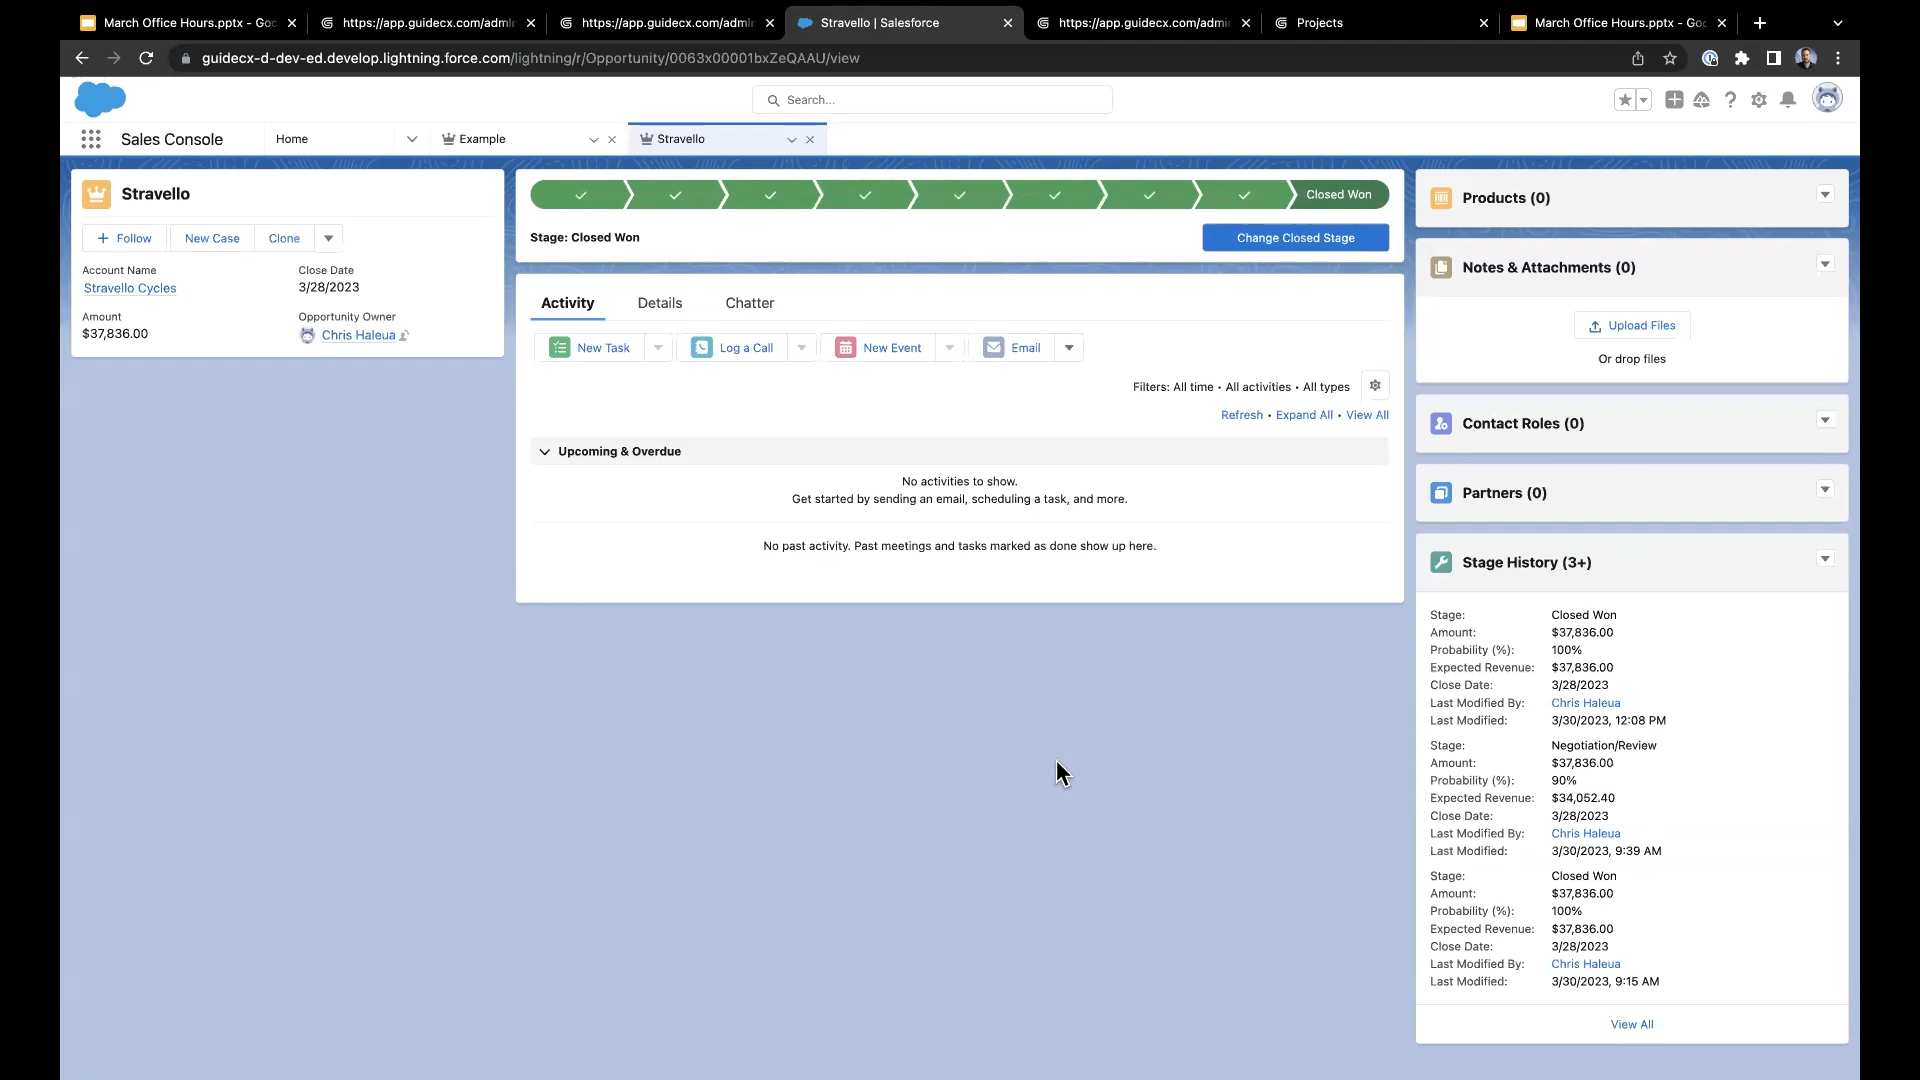 March Office Hours.pptx - Goo
https://app.guidecx.com/admin
https://app.guidecx.com/admin
Stravello | Salesforce
https://app.guidecx.com/admin
Projects
March Office Hours.pptx - Goo
guidecx-d-dev-ed.develop.lightning.force.com/lightning/r/Opportunity/0063x00001bxZeQAAU/view
Search...
Sales Console
Home
Example
Stravello
Stravello
Follow
New Case
Clone
Account Name
Stravello Cycles
Close Date
3/28/2023
Amount
$37,836.00
Opportunity Owner
Chris Haleua
Closed Won
Stage: Closed Won
Change Closed Stage
Activity
Details
Chatter
New Task
Log a Call
New Event
Email
Filters: All time • All activities • All types
Refresh • Expand All • View All
Upcoming & Overdue
No activities to show.
Get started by sending an email, scheduling a task, and more.
No past activity. Past meetings and tasks marked as done show up here.
Products (0)
Notes & Attachments (0)
Upload Files
Or drop files
Contact Roles (0)
Partners (0)
Stage History (3+)
Stage: Closed Won
Amount: $37,836.00
Probability (%): 100%
Expected Revenue: $37,836.00
Close Date: 3/28/2023
Last Modified By: Chris Haleua
Last Modified: 3/30/2023, 12:08 PM
Stage: Negotiation/Review
Amount: $37,836.00
Probability (%): 90%
Expected Revenue: $34,052.40
Close Date: 3/28/2023
Last Modified By: Chris Haleua
Last Modified: 3/30/2023, 9:39 AM
Stage: Closed Won
Amount: $37,836.00
Probability (%): 100%
Expected Revenue: $37,836.00
Close Date: 3/28/2023
Last Modified By: Chris Haleua
Last Modified: 3/30/2023, 9:15 AM
View All